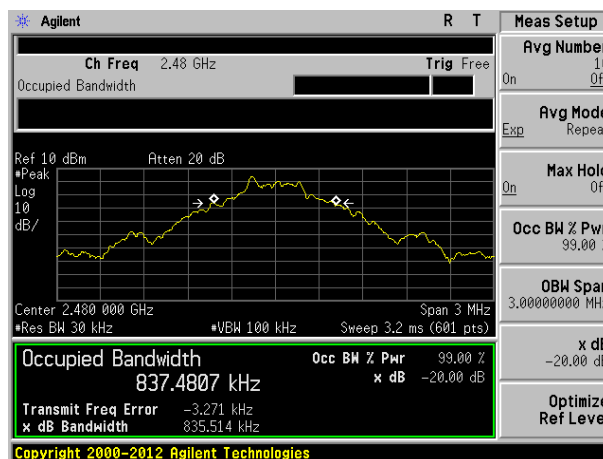 Agilent R T Meas Setup
Avg Number
On
Ch Freq 2.48 GHz Trig Free
Occupied Bandwidth
Avg Mode
Exp Repeat
Ref 10 dBm Atten 20 dB
#Peak
Log
10
dB/
Max Hold
On
Occ BW % Pwr
99.00 %
OBW Span
3.00000000 MHz
Center 2.480 000 GHz Span 3 MHz
#Res BW 30 kHz #VBW 100 kHz Sweep 3.2 ms (601 pts)
x dB
-20.00 dB
Occupied Bandwidth Occ BW % Pwr 99.00 %
837.4807 kHz x dB -20.00 dB
Transmit Freq Error -3.271 kHz
x dB Bandwidth 835.514 kHz
Optimize
Ref Level
Copyright 2000-2012 Agilent Technologies